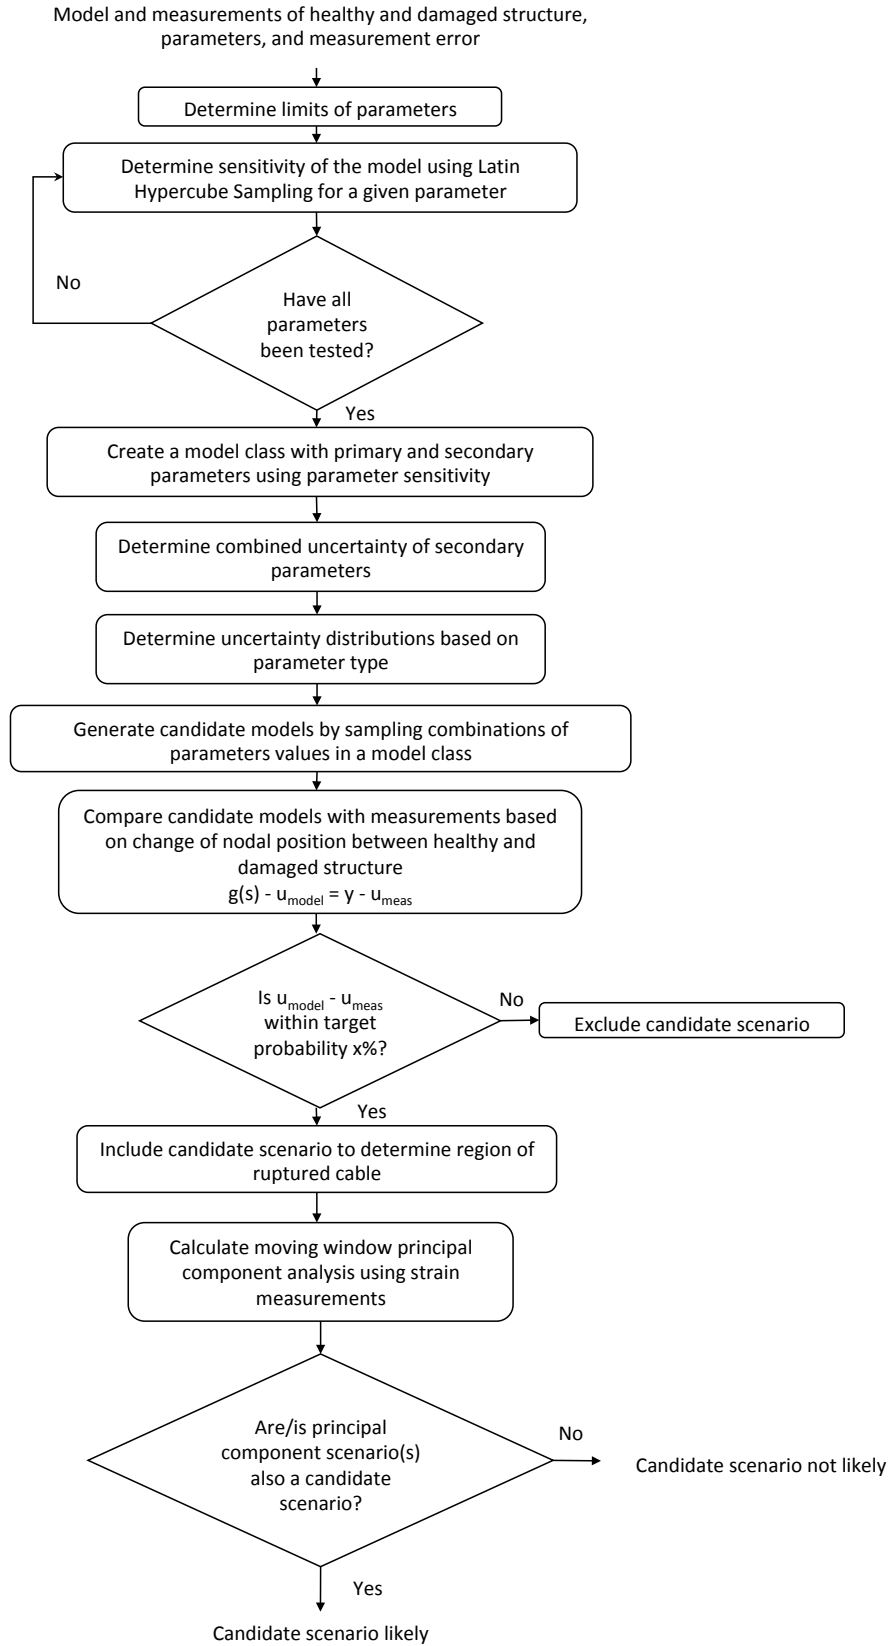 Model and measurements of healthy and damaged structure,
parameters, and measurement error
Determine limits of parameters
Determine sensitivity of the model using Latin
Hypercube Sampling for a given parameter
No
Have all
parameters
been tested?
Yes
Create a model class with primary and secondary
parameters using parameter sensitivity
Determine combined uncertainty of secondary
parameters
Determine uncertainty distributions based on
parameter type
Generate candidate models by sampling combinations of
parameters values in a model class
Compare candidate models with measurements based
on change of nodal position between healthy and
damaged structure
g(s) - u_model = y - u_meas
Is u_model - u_meas
within target
probability x%?
No
Exclude candidate scenario
Yes
Include candidate scenario to determine region of
ruptured cable
Calculate moving window principal
component analysis using strain
measurements
Are/is principal
component scenario(s)
also a candidate
scenario?
No
Candidate scenario not likely
Yes
Candidate scenario likely